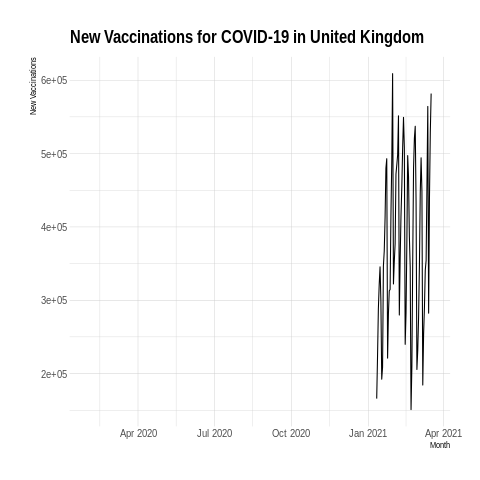 New Vaccinations for COVID-19 in United Kingdom
New Vaccinations
6e+05
5e+05
4e+05
3e+05
2e+05
Apr 2020 Jul 2020 Oct 2020 Jan 2021 Apr 2021
Month